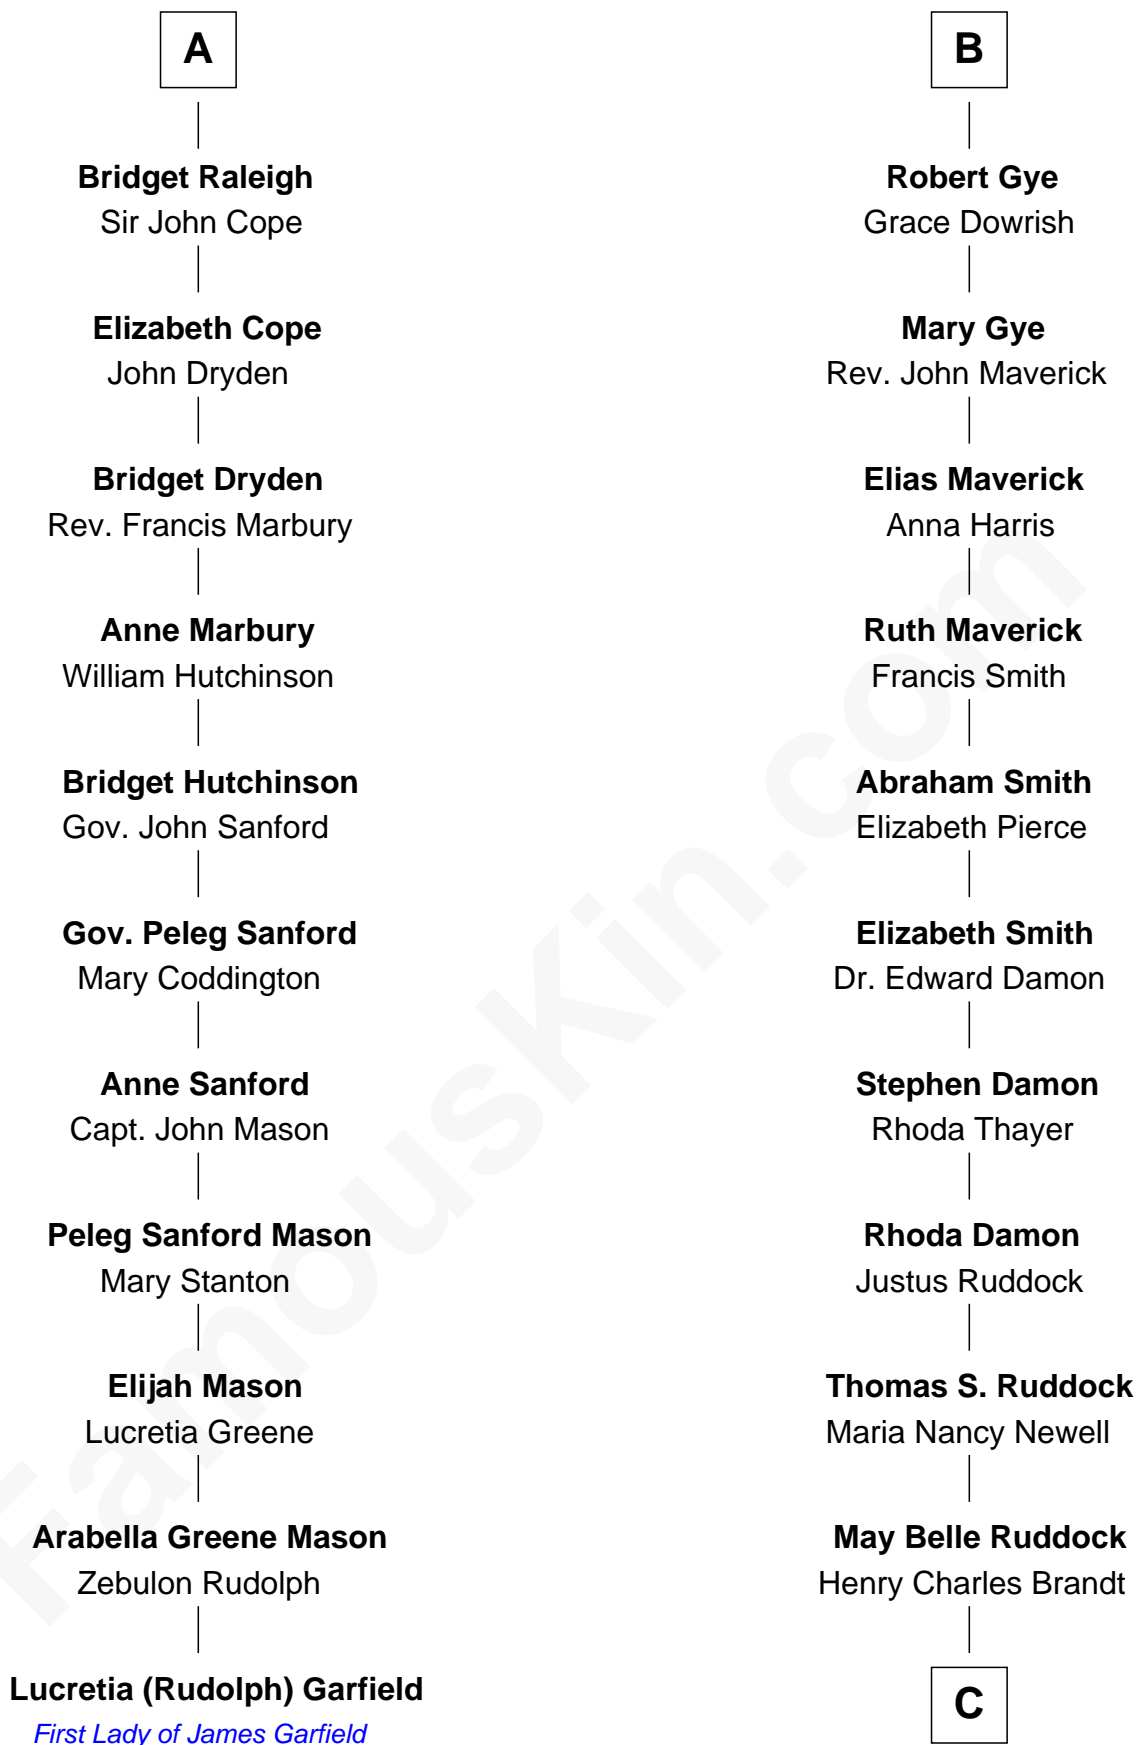 A
Bridget Raleigh
Sir John Cope
Elizabeth Cope
John Dryden
Bridget Dryden
Rev. Francis Marbury
Anne Marbury
William Hutchinson
Bridget Hutchinson
Gov. John Sanford
Gov. Peleg Sanford
Mary Coddington
Anne Sanford
Capt. John Mason
Peleg Sanford Mason
Mary Stanton
Elijah Mason
Lucretia Greene
Arabella Greene Mason
Zebulon Rudolph
Lucretia (Rudolph) Garfield
First Lady of James Garfield
B
Robert Gye
Grace Dowrish
Mary Gye
Rev. John Maverick
Elias Maverick
Anna Harris
Ruth Maverick
Francis Smith
Abraham Smith
Elizabeth Pierce
Elizabeth Smith
Dr. Edward Damon
Stephen Damon
Rhoda Thayer
Rhoda Damon
Justus Ruddock
Thomas S. Ruddock
Maria Nancy Newell
May Belle Ruddock
Henry Charles Brandt
C
FamousKin.com